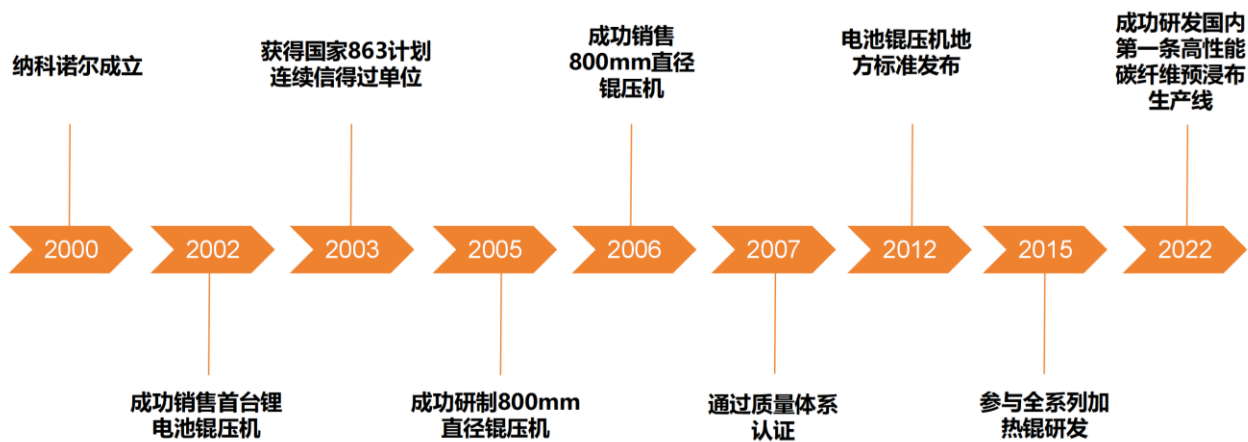 纳科诺尔成立
获得国家863计划
连续信得过单位
成功销售
800mm直径
锟压机
电池锟压机地
方标准发布
成功研发国内
第一条高性能
碳纤维预浸布
生产线
2000
2002
2003
2005
2006
2007
2012
2015
2022
成功销售首台锂
电池锟压机
成功研制800mm
直径锟压机
通过质量体系
认证
参与全系列加
热锟研发